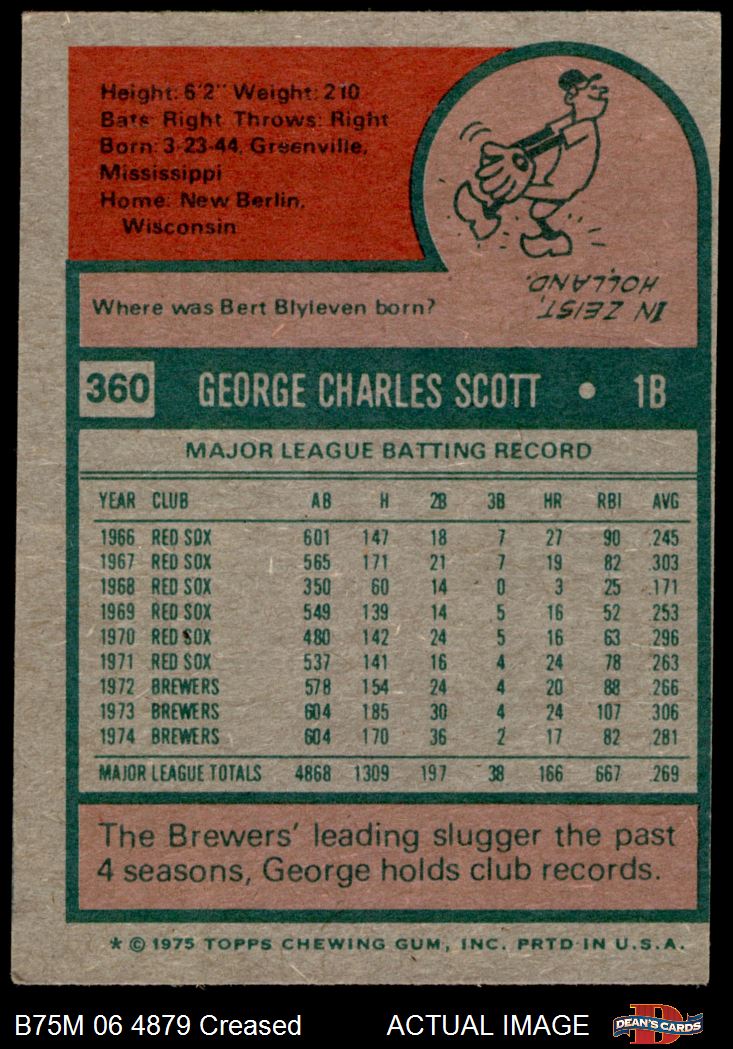 Height: 6'2" Weight: 210
Bats: Right Throws: Right
Born: 3-23-44, Greenville,
Mississippi
Home: New Berlin,
Wisconsin
Where was Bert Blyleven born?
IN ZEIST,
HOLLAND.
360 GEORGE CHARLES SCOTT • 1B
MAJOR LEAGUE BATTING RECORD
YEAR CLUB AB H 2B 3B HR RBI AVG
1966 RED SOX 601 147 18 7 27 90 .245
1967 RED SOX 565 171 21 7 19 82 .303
1968 RED SOX 350 60 14 0 3 25 .171
1969 RED SOX 549 139 14 5 16 52 .253
1970 RED SOX 480 142 24 5 16 63 .296
1971 RED SOX 537 141 16 4 24 78 .263
1972 BREWERS 578 154 24 4 20 88 .266
1973 BREWERS 604 185 30 4 24 107 .306
1974 BREWERS 604 170 36 2 17 82 .281
MAJOR LEAGUE TOTALS 4868 1309 197 38 166 667 .269
The Brewers' leading slugger the past
4 seasons, George holds club records.
* © 1975 TOPPS CHEWING GUM, INC. PRTD IN U.S.A.
B75M 06 4879 Creased ACTUAL IMAGE DEAN'S CARDS